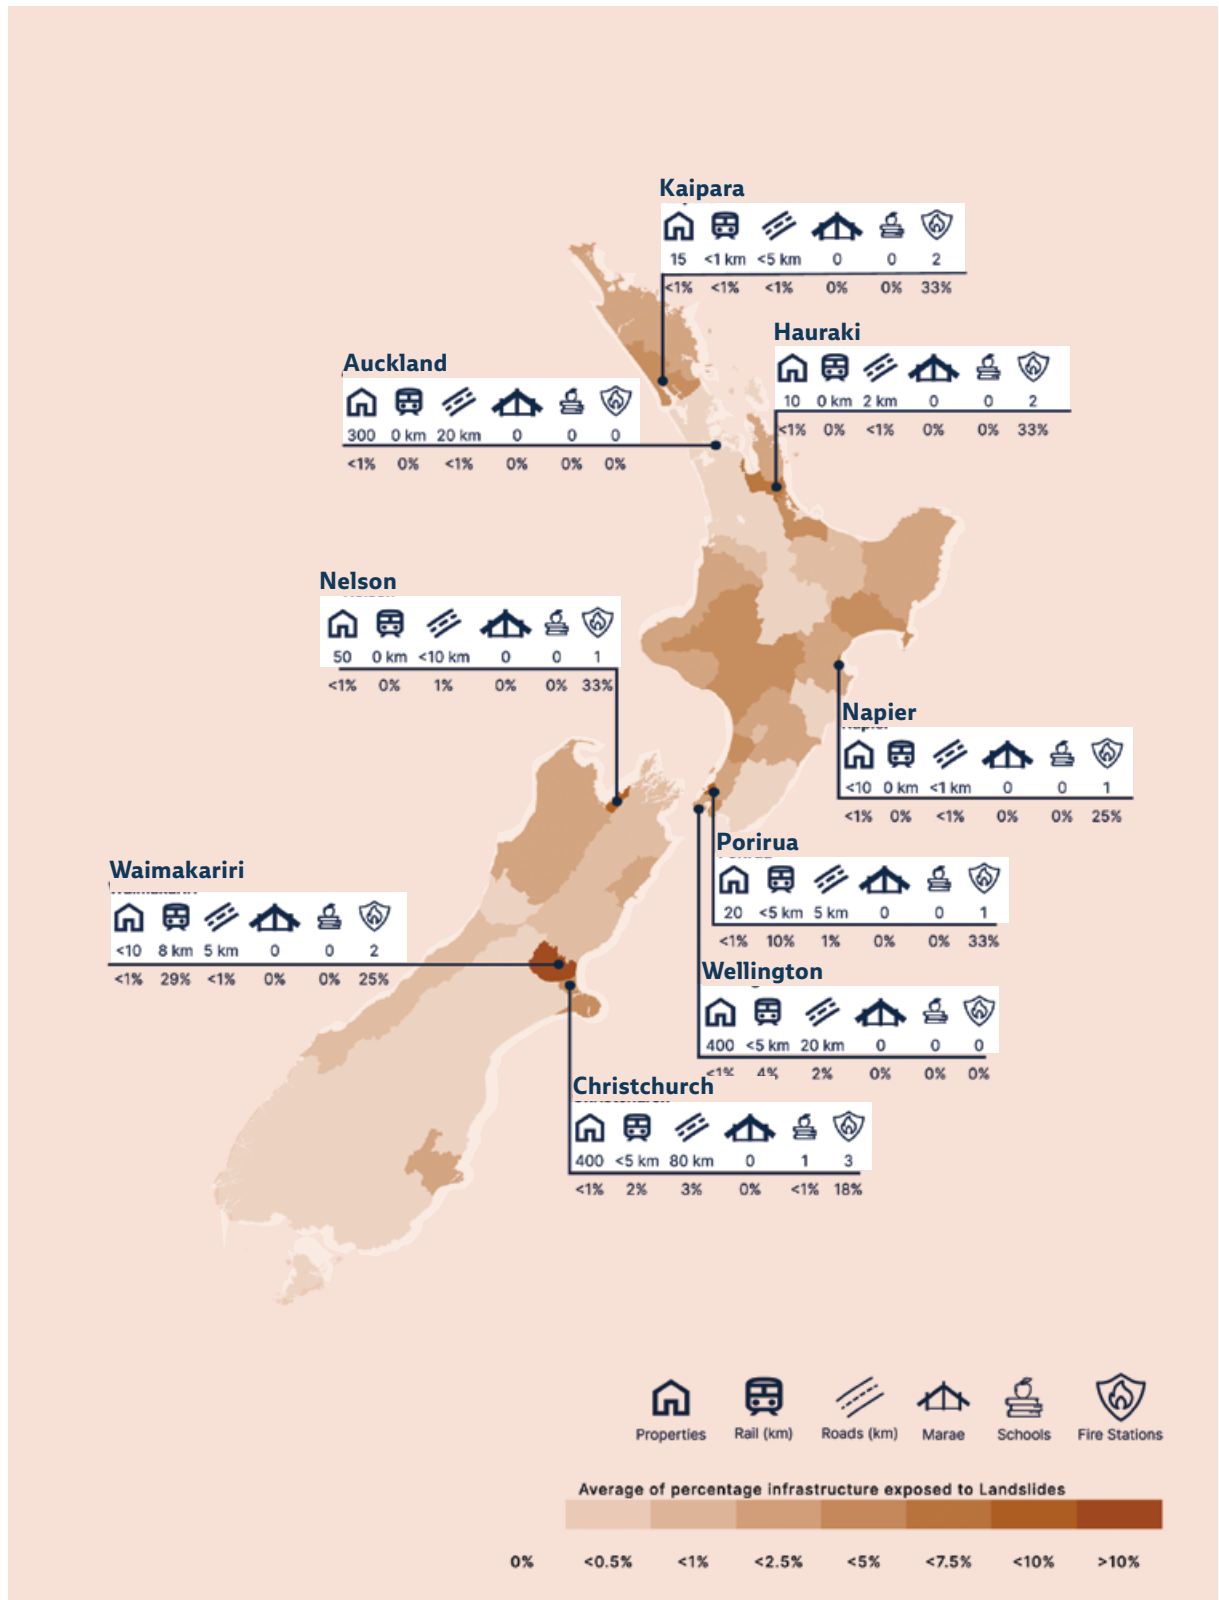 Kaipara
15 <1 km <5 km 0 0 2
<1% <1% <1% 0% 0% 33%
Hauraki
10 0 km 2 km 0 0 2
<1% 0% <1% 0% 0% 33%
Auckland
300 0 km 20 km 0 0 0
<1% 0% <1% 0% 0% 0%
Nelson
50 0 km <10 km 0 0 1
<1% 0% 1% 0% 0% 33%
Napier
<10 0 km <1 km 0 0 1
<1% 0% <1% 0% 0% 25%
Porirua
20 <5 km 5 km 0 0 1
<1% 10% 1% 0% 0% 33%
Waimakariri
<10 8 km 5 km 0 0 2
<1% 29% <1% 0% 0% 25%
Wellington
400 <5 km 20 km 0 0 0
<1% 4% 2% 0% 0% 0%
Christchurch
400 <5 km 80 km 0 1 3
<1% 2% 3% 0% <1% 18%
Properties Rail (km) Roads (km) Marae Schools Fire Stations
Average of percentage infrastructure exposed to Landslides
0% <0.5% <1% <2.5% <5% <7.5% <10% >10%